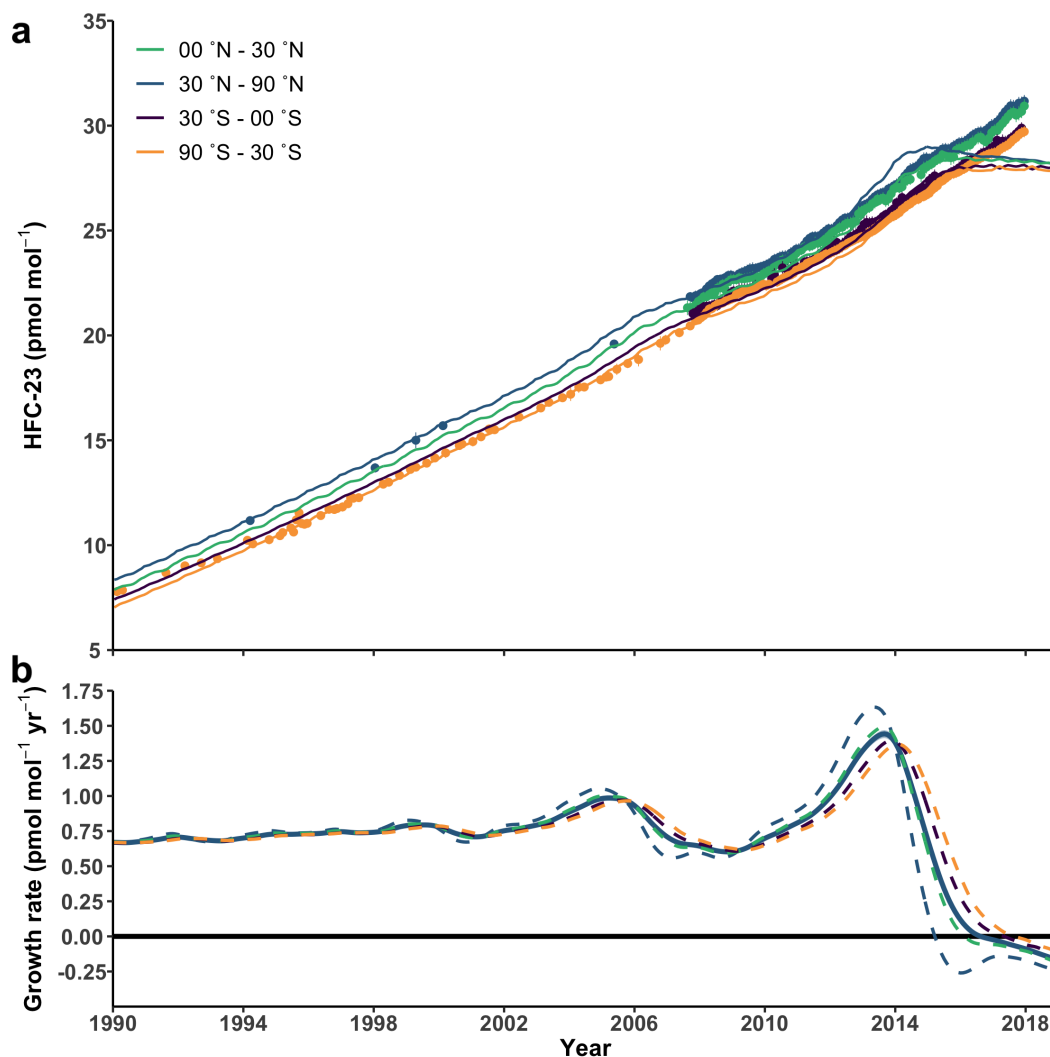 a
35
30
25
20
15
10
5
HFC-23 (pmol mol⁻¹)
00 °N - 30 °N
30 °N - 90 °N
30 °S - 00 °S
90 °S - 30 °S
b
1.75
1.50
1.25
1.00
0.75
0.50
0.25
0.00
-0.25
Growth rate (pmol mol⁻¹ yr⁻¹)
1990 1994 1998 2002 2006 2010 2014 2018
Year